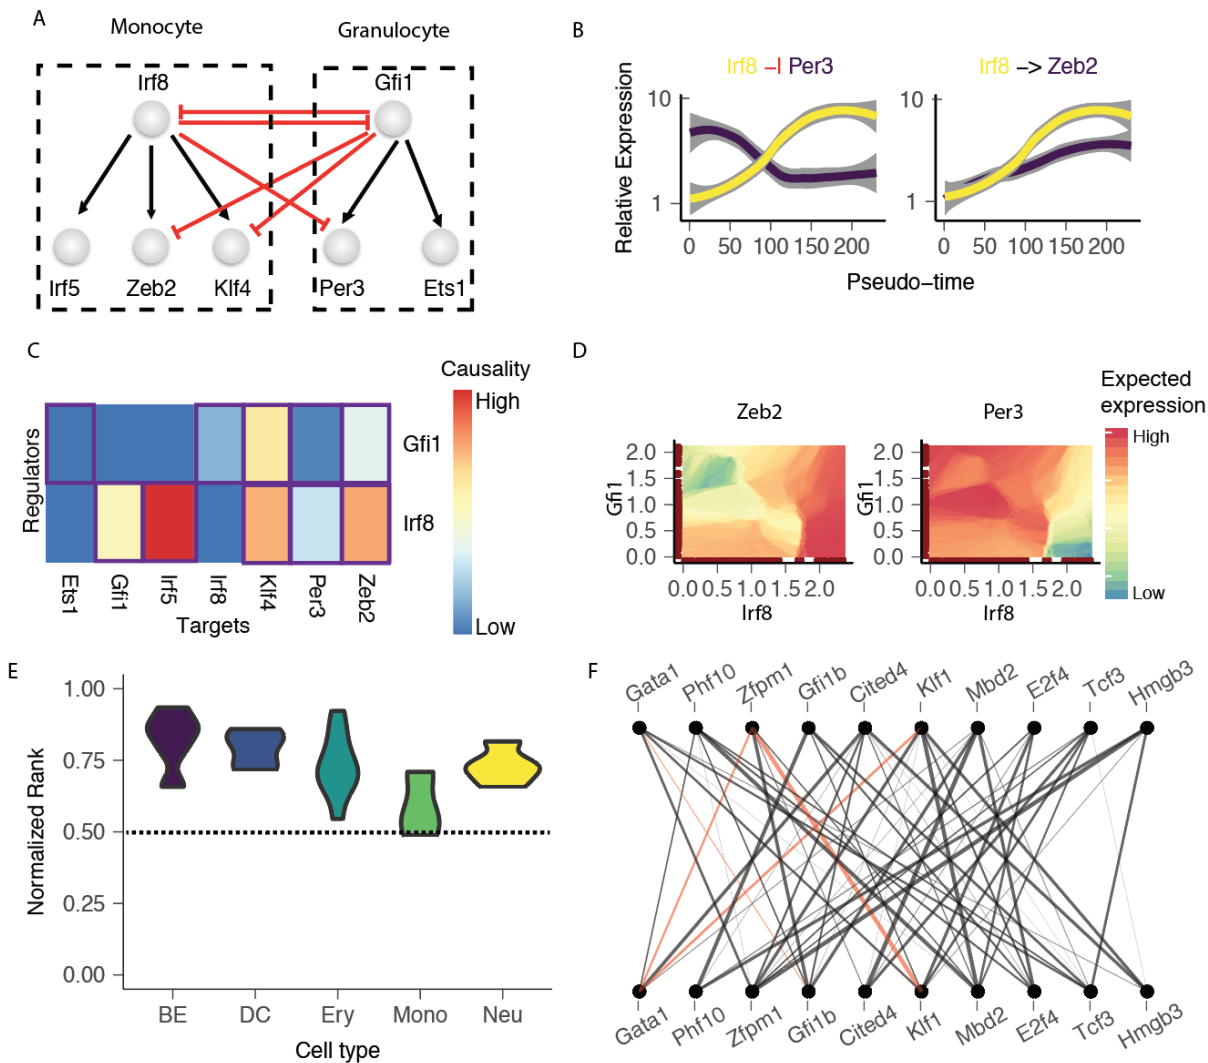 A
Monocyte
Granulocyte
Irf8
Gfi1
Irf5
Zeb2
Klf4
Per3
Ets1
B
Irf8 -| Per3
Irf8 -> Zeb2
Relative Expression
10
1
0 50 100 150 200
10
1
0 50 100 150 200
Pseudo-time
C
Causality
High
Low
Regulators
Gfi1
Irf8
Ets1
Gfi1
Irf5
Irf8
Klf4
Per3
Zeb2
Targets
D
Zeb2
Per3
Expected
expression
High
Low
Gfi1
2.0
1.5
1.0
0.5
0.0
0.0 0.5 1.0 1.5 2.0
Irf8
Gfi1
2.0
1.5
1.0
0.5
0.0
0.0 0.5 1.0 1.5 2.0
Irf8
E
Normalized Rank
1.00
0.75
0.50
0.25
0.00
BE DC Ery Mono Neu
Cell type
F
Gata1 Phf10 Zfpm1 Gfi1b Cited4 Klf1 Mbd2 E2f4 Tcf3 Hmgb3
Gata1 Phf10 Zfpm1 Gfi1b Cited4 Klf1 Mbd2 E2f4 Tcf3 Hmgb3